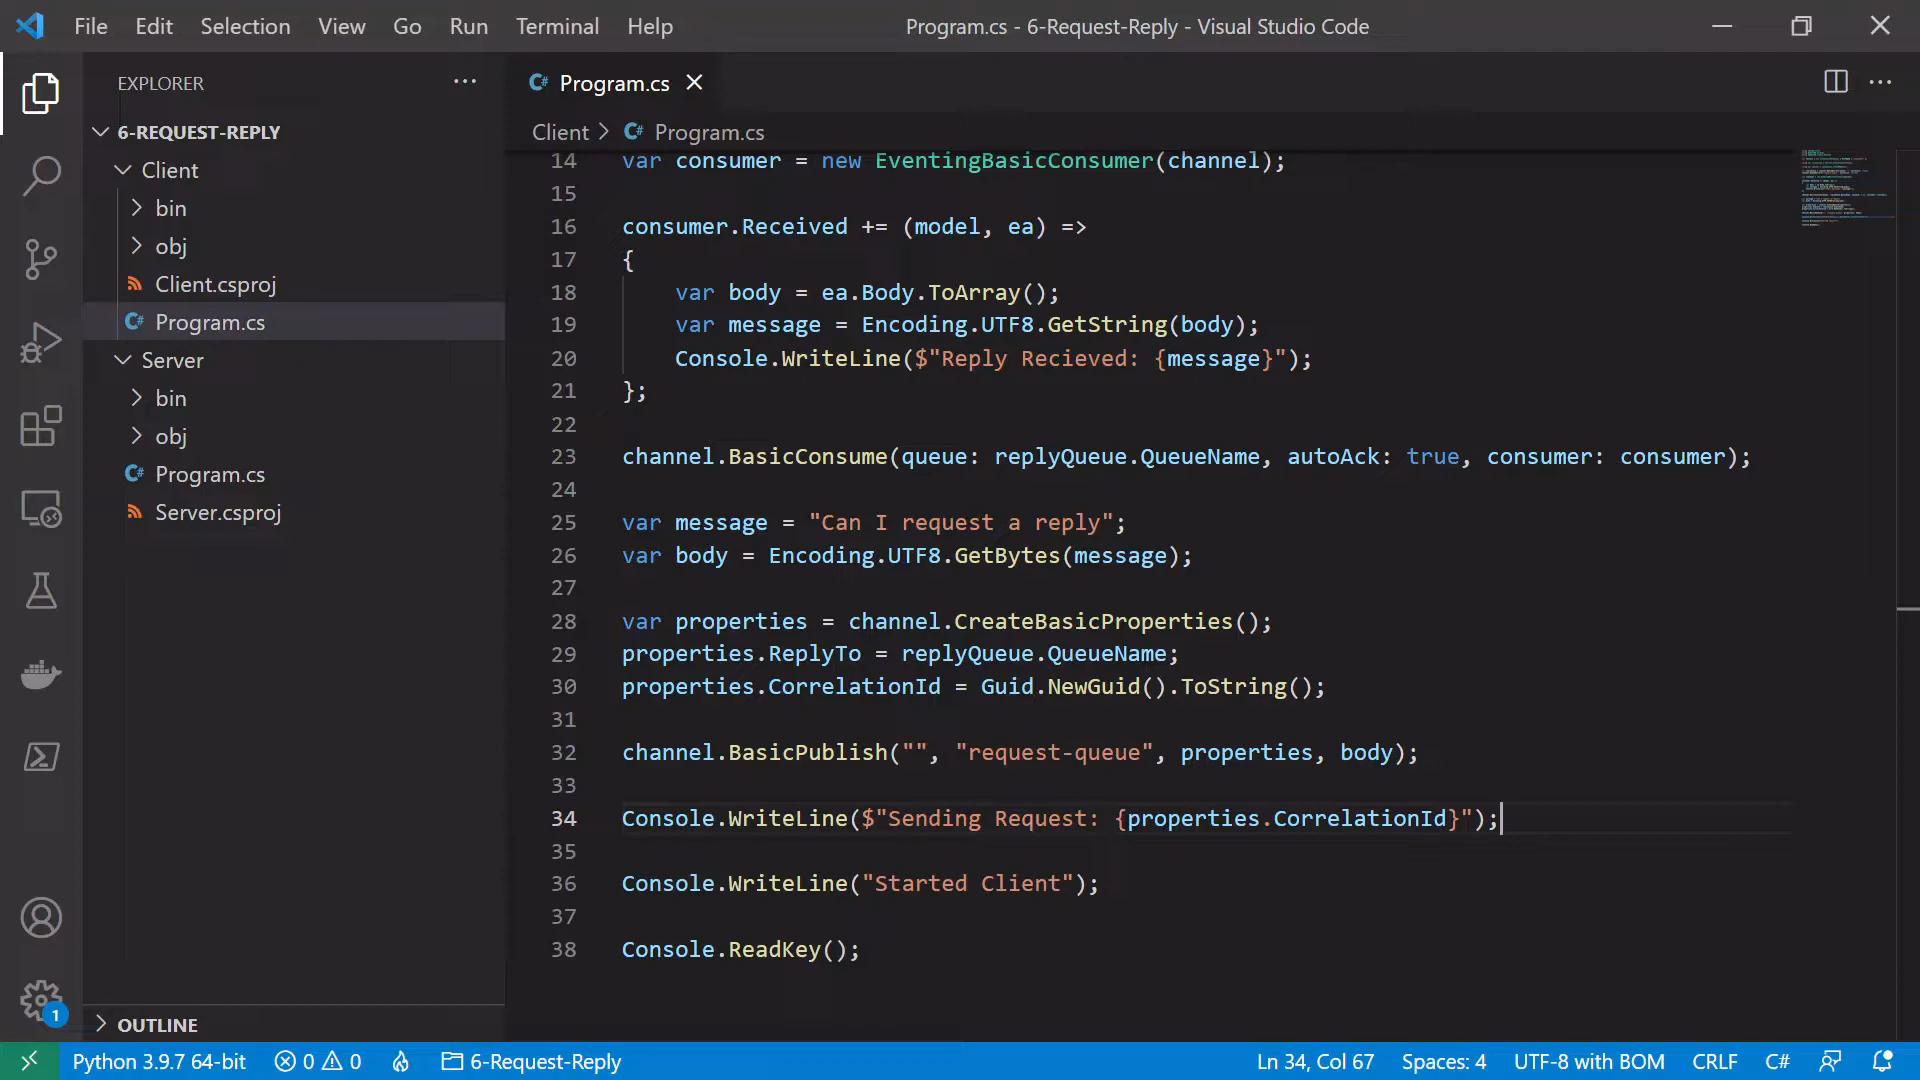 File Edit Selection View Go Run Terminal Help
Program.cs - 6-Request-Reply - Visual Studio Code
EXPLORER
6-REQUEST-REPLY
Client
bin
obj
Client.csproj
Program.cs
Server
bin
obj
Program.cs
Server.csproj
OUTLINE
C# Program.cs
Client > C# Program.cs
14 var consumer = new EventingBasicConsumer(channel);
15
16 consumer.Received += (model, ea) =>
17 {
18     var body = ea.Body.ToArray();
19     var message = Encoding.UTF8.GetString(body);
20     Console.WriteLine($"Reply Recieved: {message}");
21 };
22
23 channel.BasicConsume(queue: replyQueue.QueueName, autoAck: true, consumer: consumer);
24
25 var message = "Can I request a reply";
26 var body = Encoding.UTF8.GetBytes(message);
27
28 var properties = channel.CreateBasicProperties();
29 properties.ReplyTo = replyQueue.QueueName;
30 properties.CorrelationId = Guid.NewGuid().ToString();
31
32 channel.BasicPublish("", "request-queue", properties, body);
33
34 Console.WriteLine($"Sending Request: {properties.CorrelationId}");
35
36 Console.WriteLine("Started Client");
37
38 Console.ReadKey();
1
Python 3.9.7 64-bit 0 0 6-Request-Reply Ln 34, Col 67 Spaces: 4 UTF-8 with BOM CRLF C#